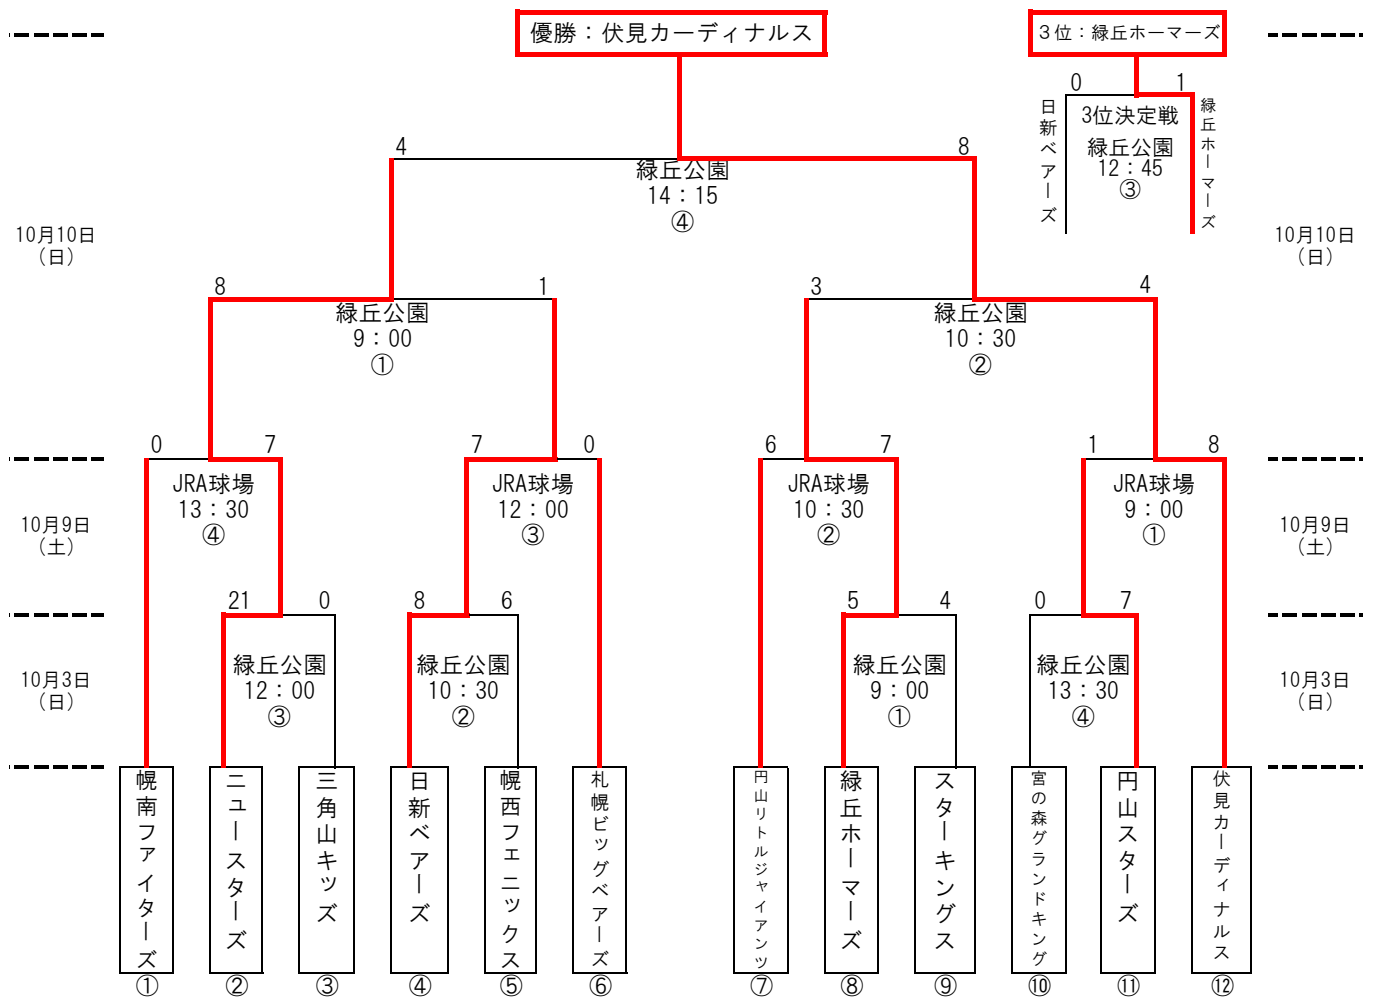 優勝：伏見カーディナルス
３位：緑丘ホーマーズ
0
1
日新ベアーズ
3位決定戦
緑丘公園
12：45
③
緑丘ホーマーズ
4
8
緑丘公園
14：15
④
10月10日
（日）
10月10日
（日）
8
1
緑丘公園
9：00
①
3
4
緑丘公園
10：30
②
0
7
JRA球場
13：30
④
7
0
JRA球場
12：00
③
6
7
JRA球場
10：30
②
1
8
JRA球場
9：00
①
10月9日
（土）
10月9日
（土）
21
0
緑丘公園
12：00
③
8
6
緑丘公園
10：30
②
5
4
緑丘公園
9：00
①
0
7
緑丘公園
13：30
④
10月3日
（日）
10月3日
（日）
幌南ファイターズ
ニュースターズ
三角山キッズ
日新ベアーズ
幌西フェニックス
札幌ビッグベアーズ
円山リトルジャイアンツ
緑丘ホーマーズ
スターキングス
宮の森グランドキング
円山スターズ
伏見カーディナルス
①
②
③
④
⑤
⑥
⑦
⑧
⑨
⑩
⑪
⑫